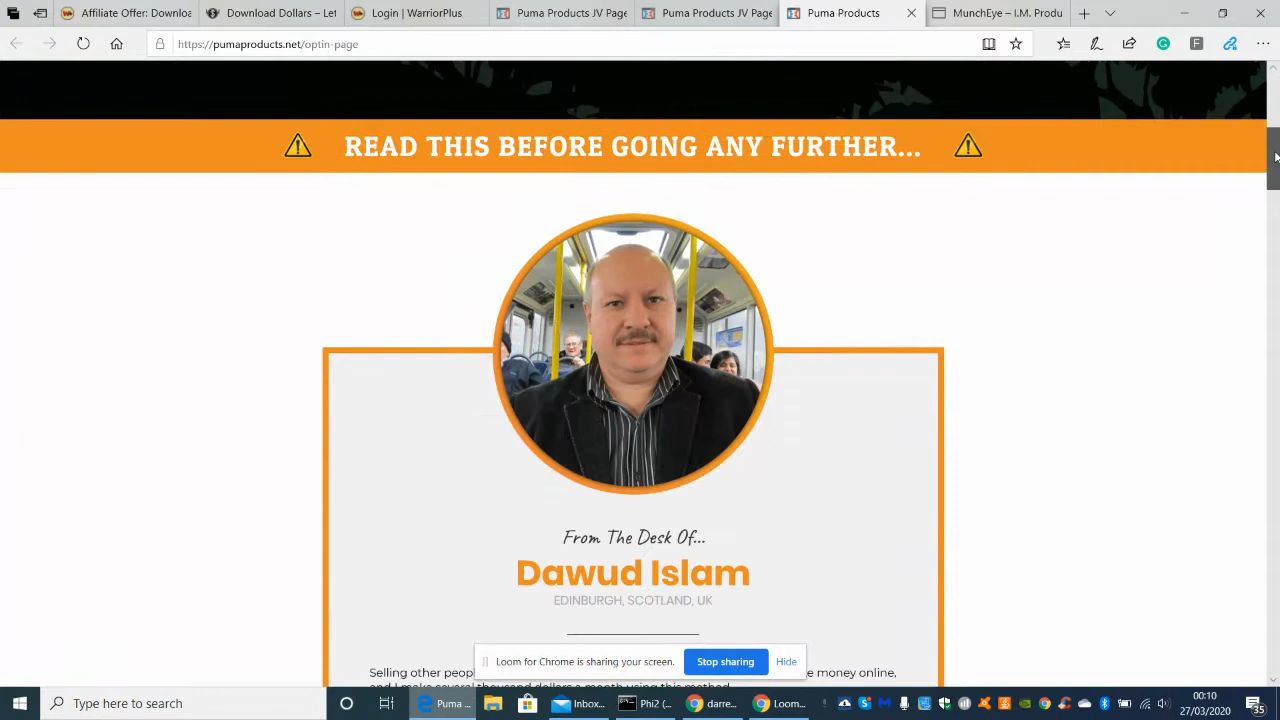 Affiliate Offer: Downloa
Download Dollars – Let
Login | WarriorPlus
Puma Products JV Page
Puma Products JV Page
Puma Products
MunchEye – I.M. Produ
https://pumaproducts.net/optin-page
READ THIS BEFORE GOING ANY FURTHER...
From The Desk Of...
Dawud Islam
EDINBURGH, SCOTLAND, UK
Loom for Chrome is sharing your screen.
Stop sharing
Hide
Selling other peop
e money online,
Type here to search
Puma ...
Inbox...
Phi2 (...
darre...
Loom...
00:10
27/03/2020
35